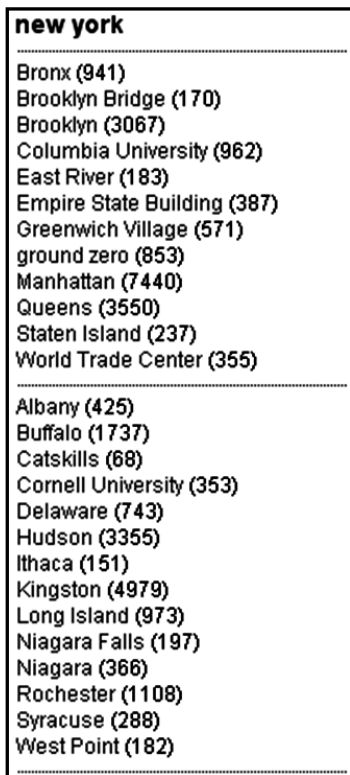 new york
Bronx (941)
Brooklyn Bridge (170)
Brooklyn (3067)
Columbia University (962)
East River (183)
Empire State Building (387)
Greenwich Village (571)
ground zero (853)
Manhattan (7440)
Queens (3550)
Staten Island (237)
World Trade Center (355)
Albany (425)
Buffalo (1737)
Catskills (68)
Cornell University (353)
Delaware (743)
Hudson (3355)
Ithaca (151)
Kingston (4979)
Long Island (973)
Niagara Falls (197)
Niagara (366)
Rochester (1108)
Syracuse (288)
West Point (182)